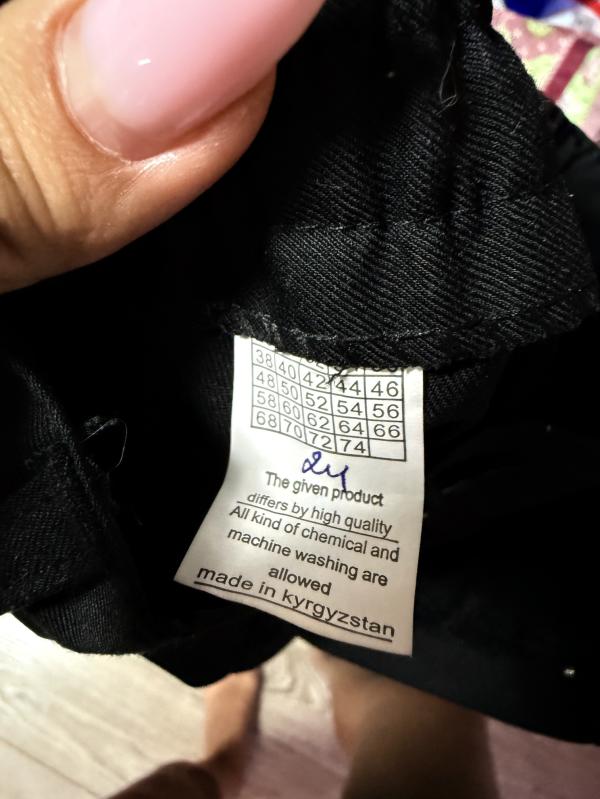 38 40 42 44 46
48 50 52 54 56
58 60 62 64 66
68 70 72 74
24
The given product
differs by high quality
All kind of chemical and
machine washing are
allowed
made in kyrgyzstan